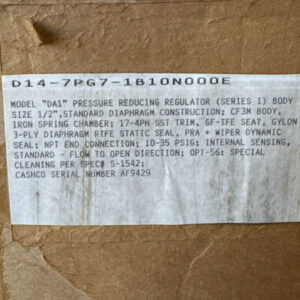 D14-7PG7-1B10N000E
MODEL "DA1" PRESSURE REDUCING REGULATOR (SERIES I) BODY
SIZE 1/2",STANDARD DIAPHRAGM CONSTRUCTION; CF3M BODY,
IRON SPRING CHAMBER; 17-4PH SST TRIM, GF-TFE SEAT, GYLON
3-PLY DIAPHRAGM RTFE STATIC SEAL, PRA + WIPER DYNAMIC
SEAL; NPT END CONNECTION; 10-35 PSIG; INTERNAL SENSING,
STANDARD - FLOW TO OPEN DIRECTION; OPT-56: SPECIAL
CLEANING PER SPEC# S-1542;
CASHCO SERIAL NUMBER AF9429